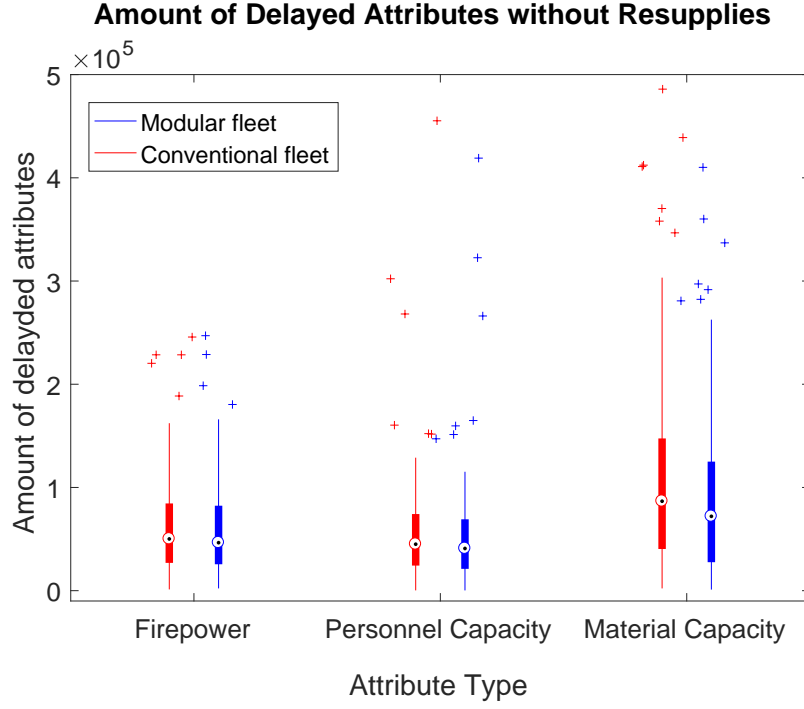 Amount of Delayed Attributes without Resupplies
×10^5
5
4
3
2
1
0
Amount of delayded attributes
Modular fleet
Conventional fleet
Firepower
Personnel Capacity
Material Capacity
Attribute Type